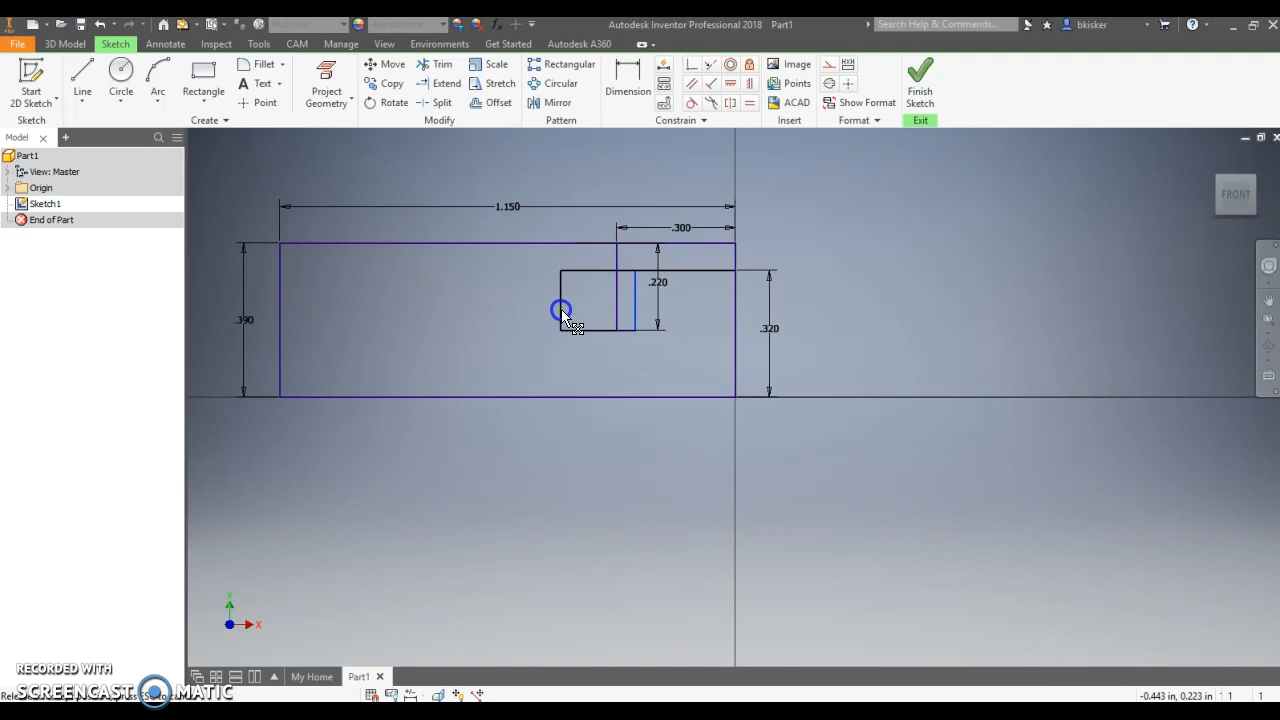 Autodesk Inventor Professional 2018 Part1
Search Help & Commands...
bkisker
File 3D Model Sketch Annotate Inspect Tools CAM Manage View Environments Get Started Autodesk A360
Start
2D Sketch
Line Circle Arc Rectangle
Fillet
Text
Point
Project
Geometry
Move Trim Scale
Copy Extend Stretch
Rotate Split Offset
Rectangular
Circular
Mirror
Dimension
Image
Points
ACAD
Show Format
Finish
Sketch
Sketch Create Modify Pattern Constrain Insert Format Exit
Model
Part1
View: Master
Origin
Sketch1
End of Part
FRONT
1.150
.300
.220
.390
.320
Y
X
RECORDED WITH
SCREENCAST MATIC
My Home Part1
-0.443 in, 0.223 in 1 1